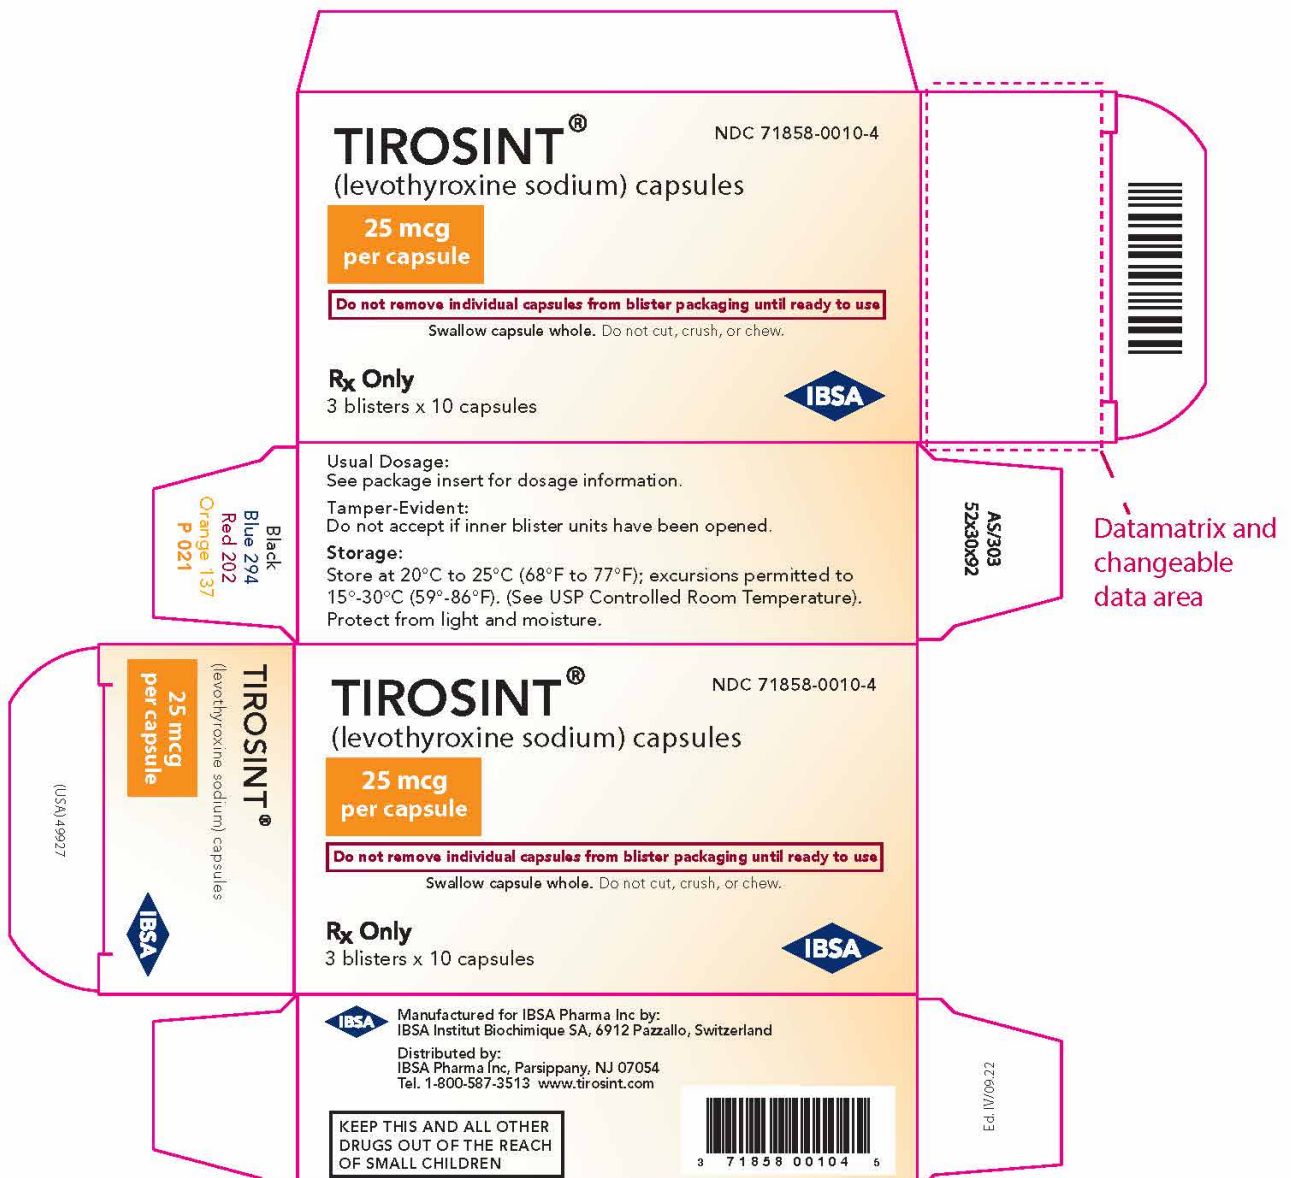 TIROSINT®
NDC 71858-0010-4
(levothyroxine sodium) capsules
25 mcg
per capsule
Do not remove individual capsules from blister packaging until ready to use
Swallow capsule whole. Do not cut, crush, or chew.
Rx Only
3 blisters x 10 capsules
IBSA
Usual Dosage:
See package insert for dosage information.
Tamper-Evident:
Do not accept if inner blister units have been opened.
Storage:
Store at 20°C to 25°C (68°F to 77°F); excursions permitted to
15°-30°C (59°-86°F). (See USP Controlled Room Temperature).
Protect from light and moisture.
Black
Blue 294
Red 202
Orange 137
P 021
AS/303
52x30x92
Datamatrix and
changeable
data area
TIROSINT®
(levothyroxine sodium) capsules
25 mcg
per capsule
IBSA
(USA) 49927
TIROSINT®
NDC 71858-0010-4
(levothyroxine sodium) capsules
25 mcg
per capsule
Do not remove individual capsules from blister packaging until ready to use
Swallow capsule whole. Do not cut, crush, or chew.
Rx Only
3 blisters x 10 capsules
IBSA
IBSA
Manufactured for IBSA Pharma Inc by:
IBSA Institut Biochimique SA, 6912 Pazzallo, Switzerland
Distributed by:
IBSA Pharma Inc, Parsippany, NJ 07054
Tel. 1-800-587-3513 www.tirosint.com
KEEP THIS AND ALL OTHER
DRUGS OUT OF THE REACH
OF SMALL CHILDREN
3 71858 00104 5
Ed. IV/09.22